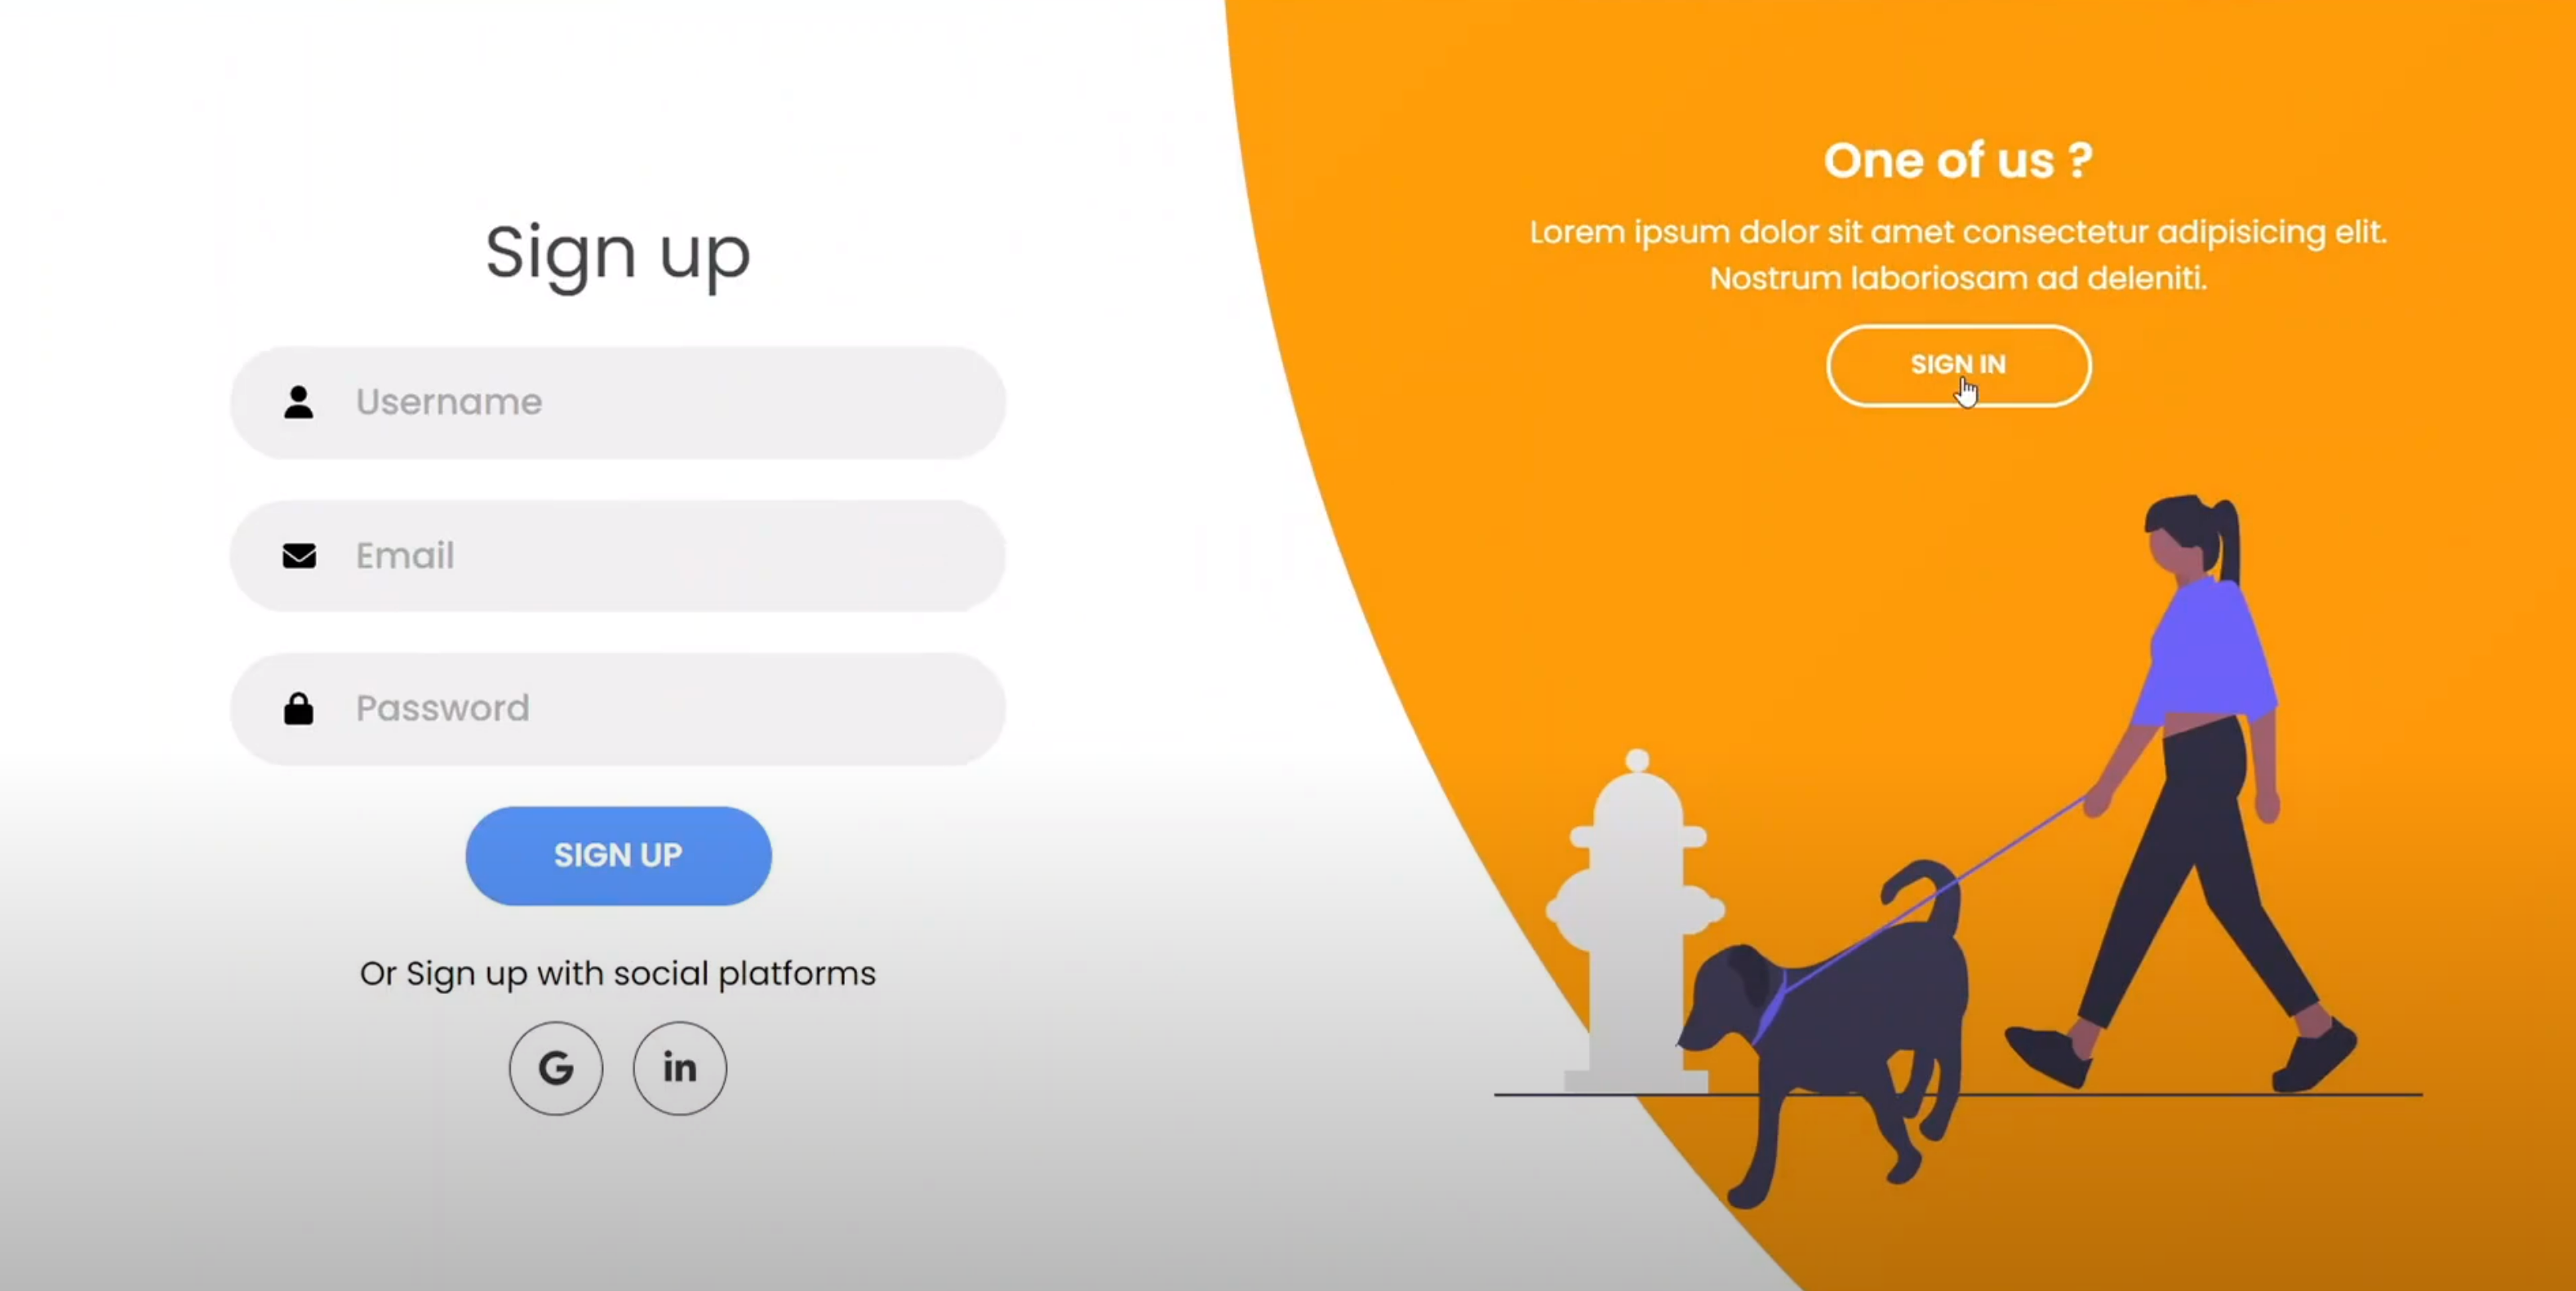 Sign up
Username
Email
Password
SIGN UP
Or Sign up with social platforms
G
in
One of us ?
Lorem ipsum dolor sit amet consectetur adipisicing elit.
Nostrum laboriosam ad deleniti.
SIGN IN